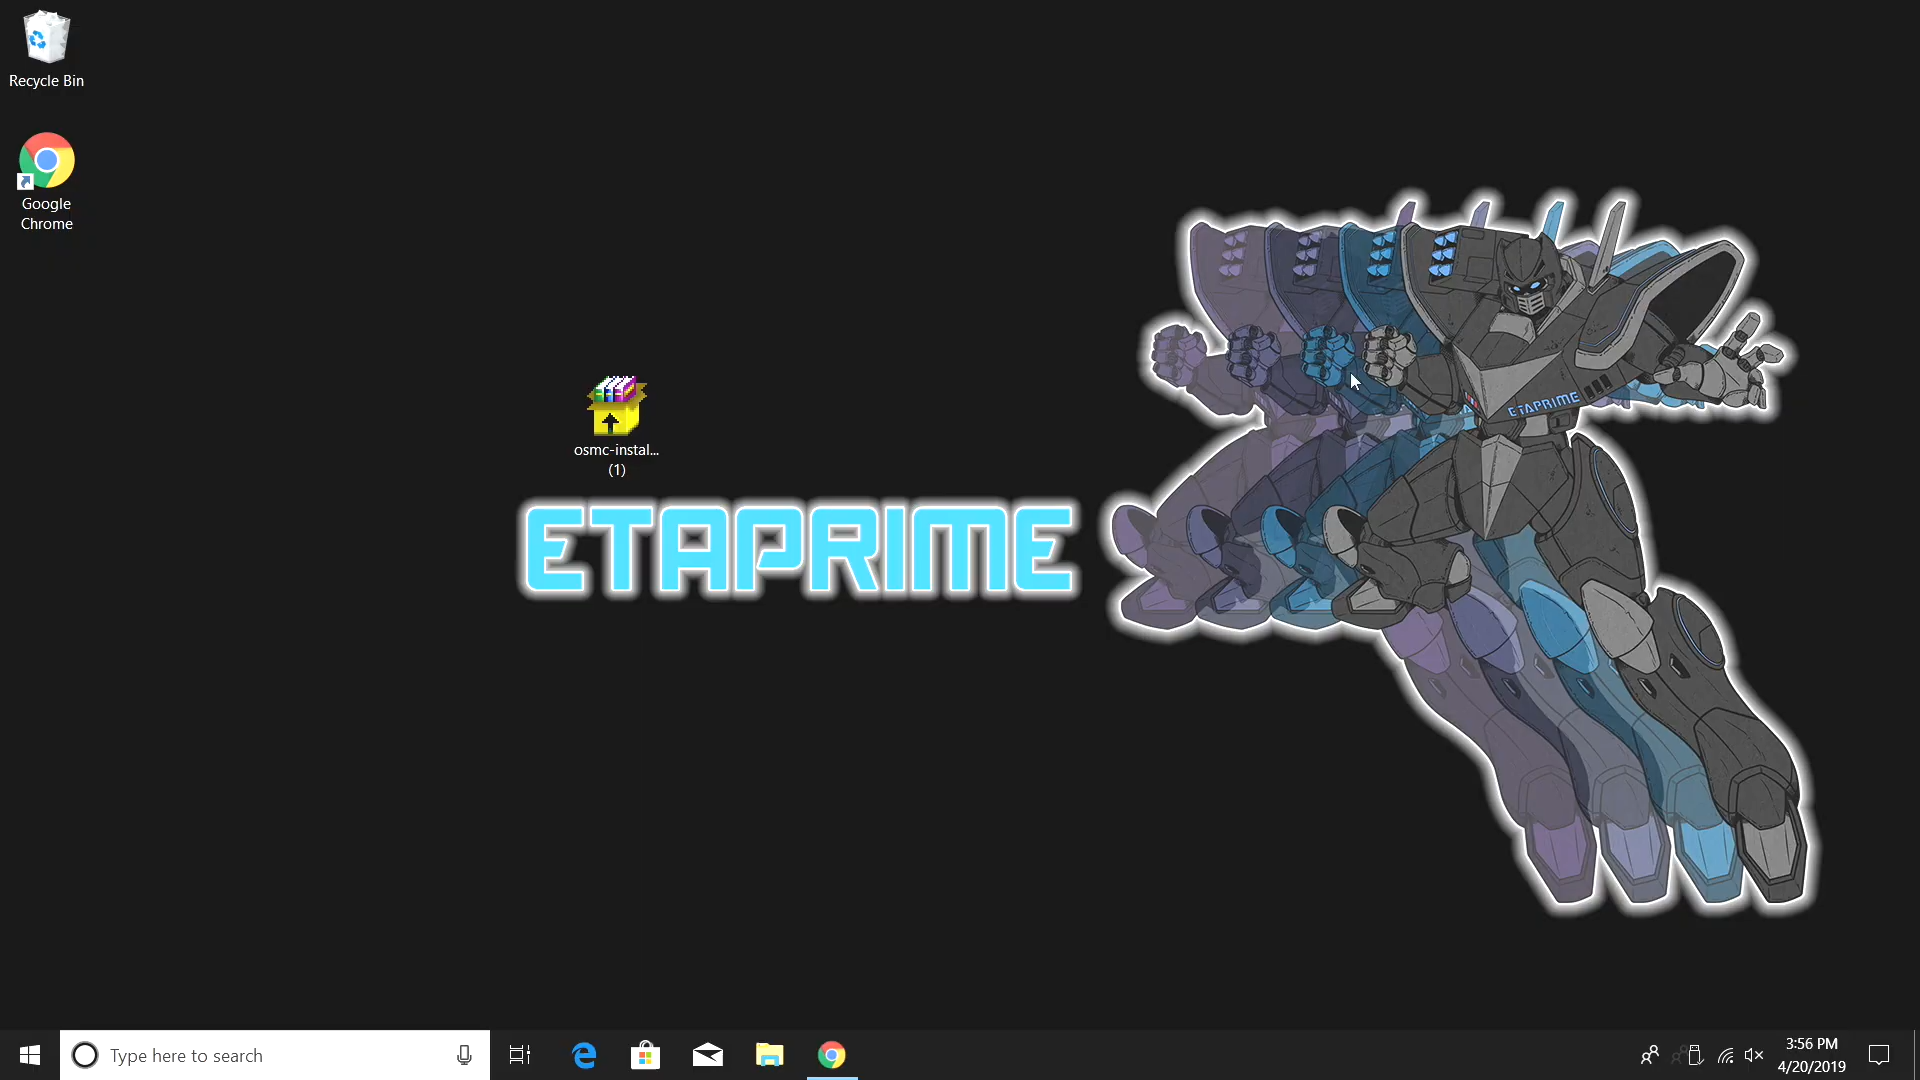 Recycle Bin
Google
Chrome
osmc-instal...
(1)
ETAPRIME
ETAPRIME
Type here to search
3:56 PM
4/20/2019